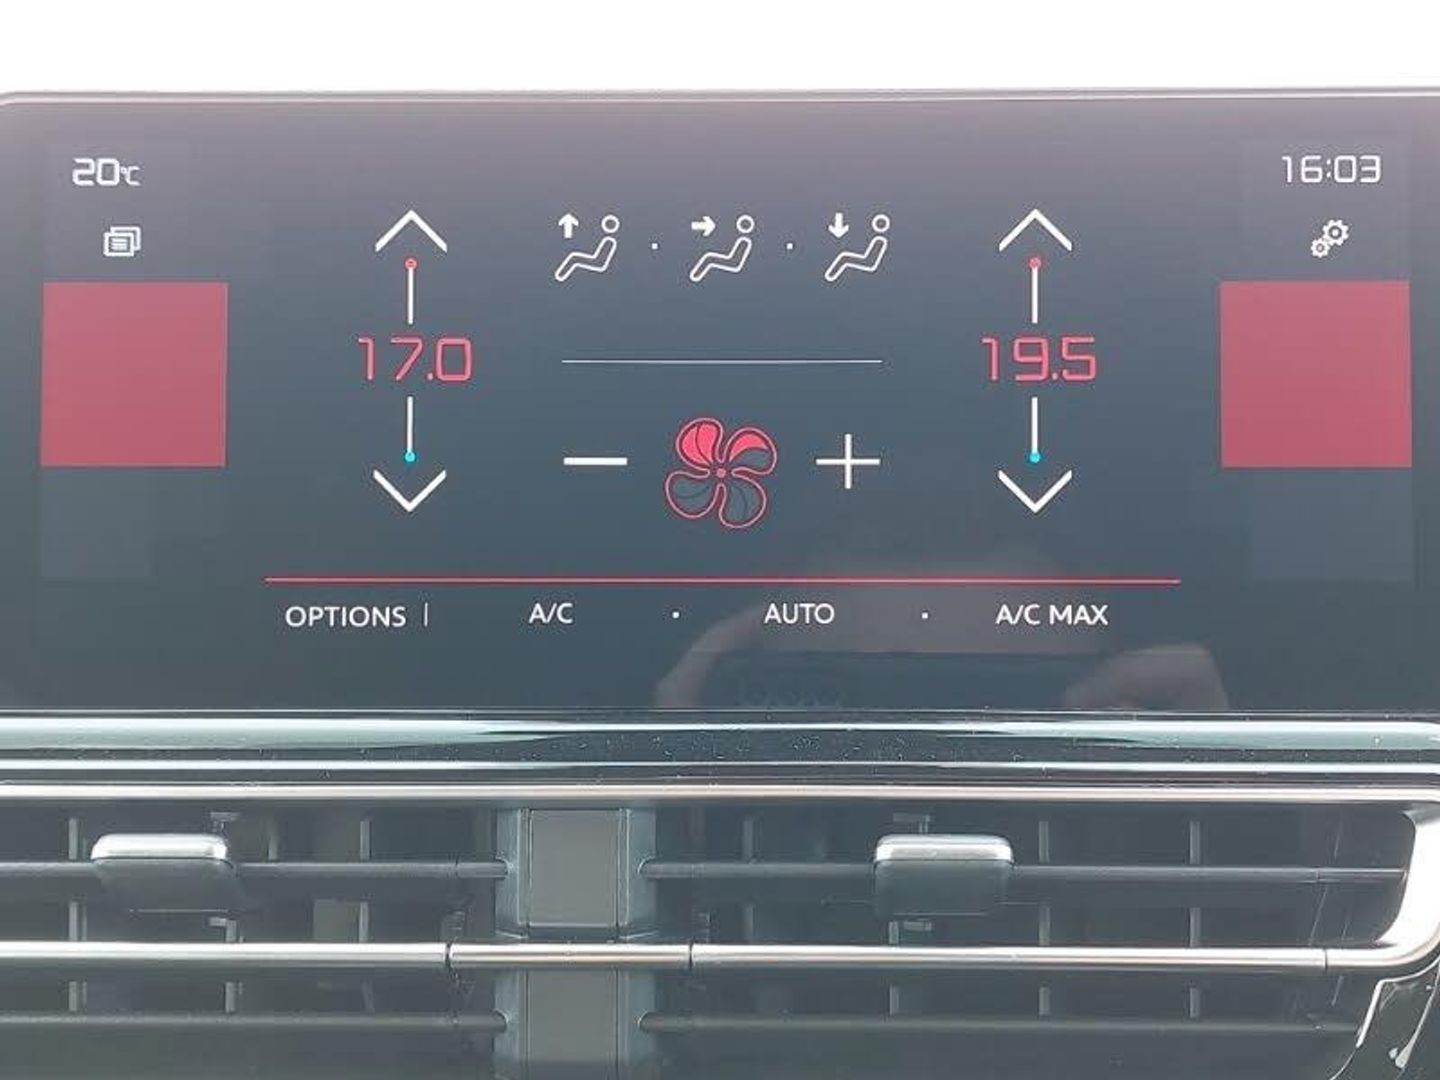 20°C
16:03
17.0
19.5
OPTIONS | A/C · AUTO · A/C MAX